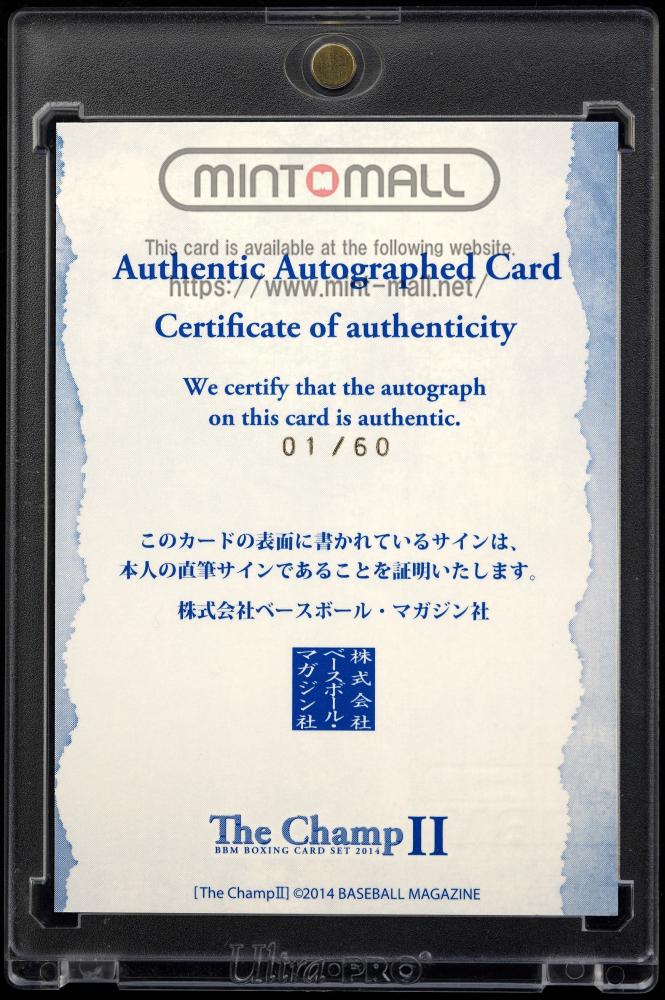 MINT MALL
This card is available at the following website.
Authentic Autographed Card
https://www.mint-mall.net/
Certificate of authenticity
We certify that the autograph
on this card is authentic.
01/60
このカードの表面に書かれているサインは、
本人の直筆サインであることを証明いたします。
株式会社ベースボール・マガジン社
株式会社
ベースボール・
マガジン社
The Champ II
BBM BOXING CARD SET 2014
[The ChampII] ©2014 BASEBALL MAGAZINE
Ultra PRO®